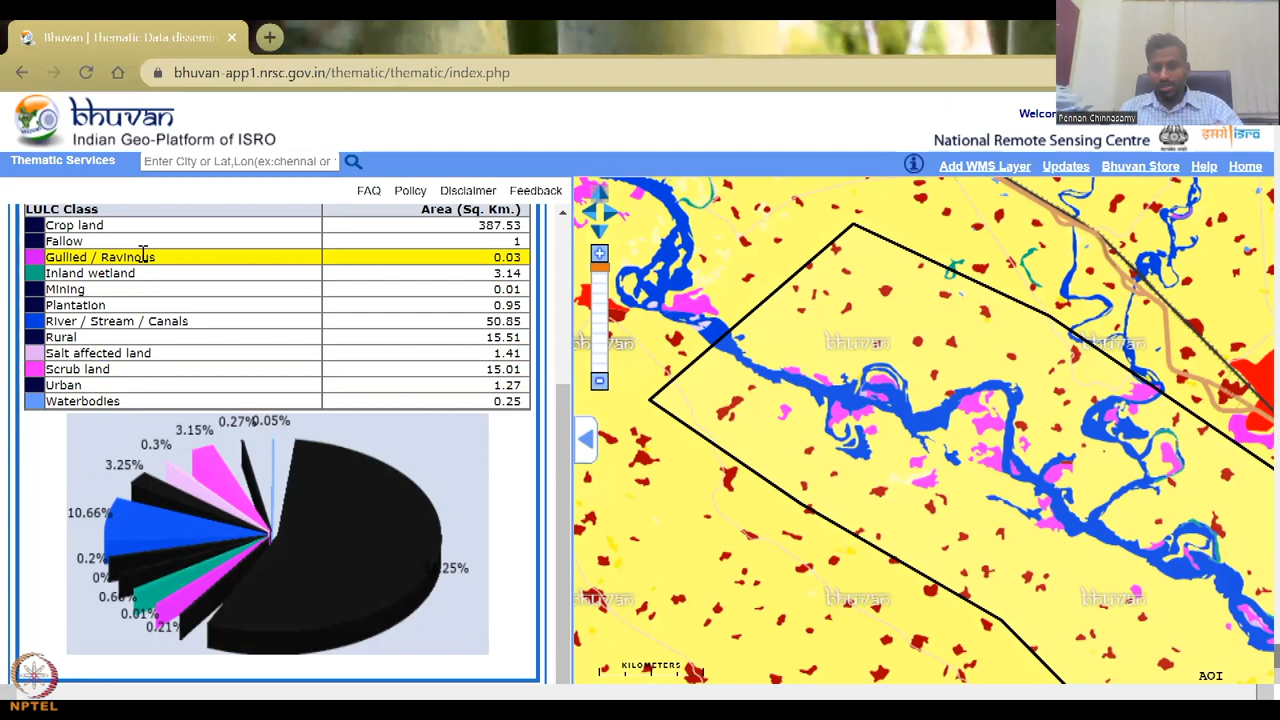 Bhuvan | Thematic Data dissemin
bhuvan-app1.nrsc.gov.in/thematic/thematic/index.php
Pennan Chinnasamy
bhuvan
Indian Geo-Platform of ISRO
Welcom
National Remote Sensing Centre
इसरो isro
Thematic Services
Enter City or Lat,Lon(ex:chennai or
Add WMS Layer Updates Bhuvan Store Help Home
FAQ Policy Disclaimer Feedback
LULC Class Area (Sq. Km.)
Crop land 387.53
Fallow 1
Gullied / Ravinous 0.03
Inland wetland 3.14
Mining 0.01
Plantation 0.95
River / Stream / Canals 50.85
Rural 15.51
Salt affected land 1.41
Scrub land 15.01
Urban 1.27
Waterbodies 0.25
0.27% 0.05%
3.15%
0.3%
3.25%
10.66%
0.2%
0%
0.01%
0.21%
bhuvan
bhuvan
bhuvan
bhuvan
bhuvan
bhuvan
KILOMETERS
AOI
NPTEL